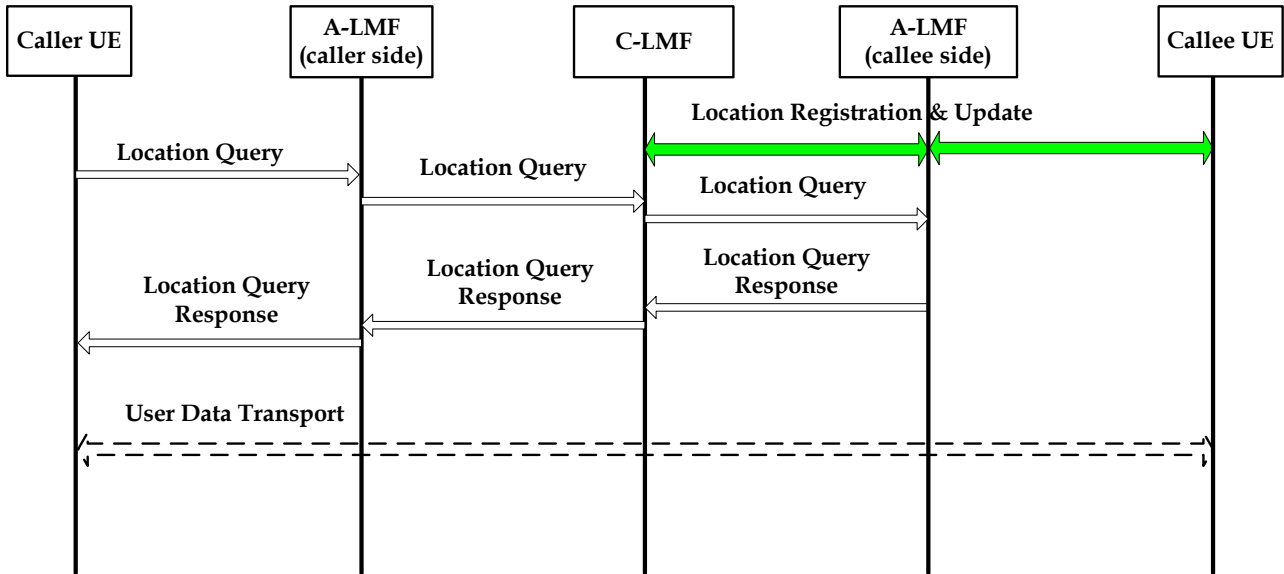 Caller UE
A-LMF
(caller side)
C-LMF
A-LMF
(callee side)
Callee UE
Location Registration & Update
Location Query
Location Query
Location Query
Location Query
Response
Location Query
Response
Location Query
Response
User Data Transport